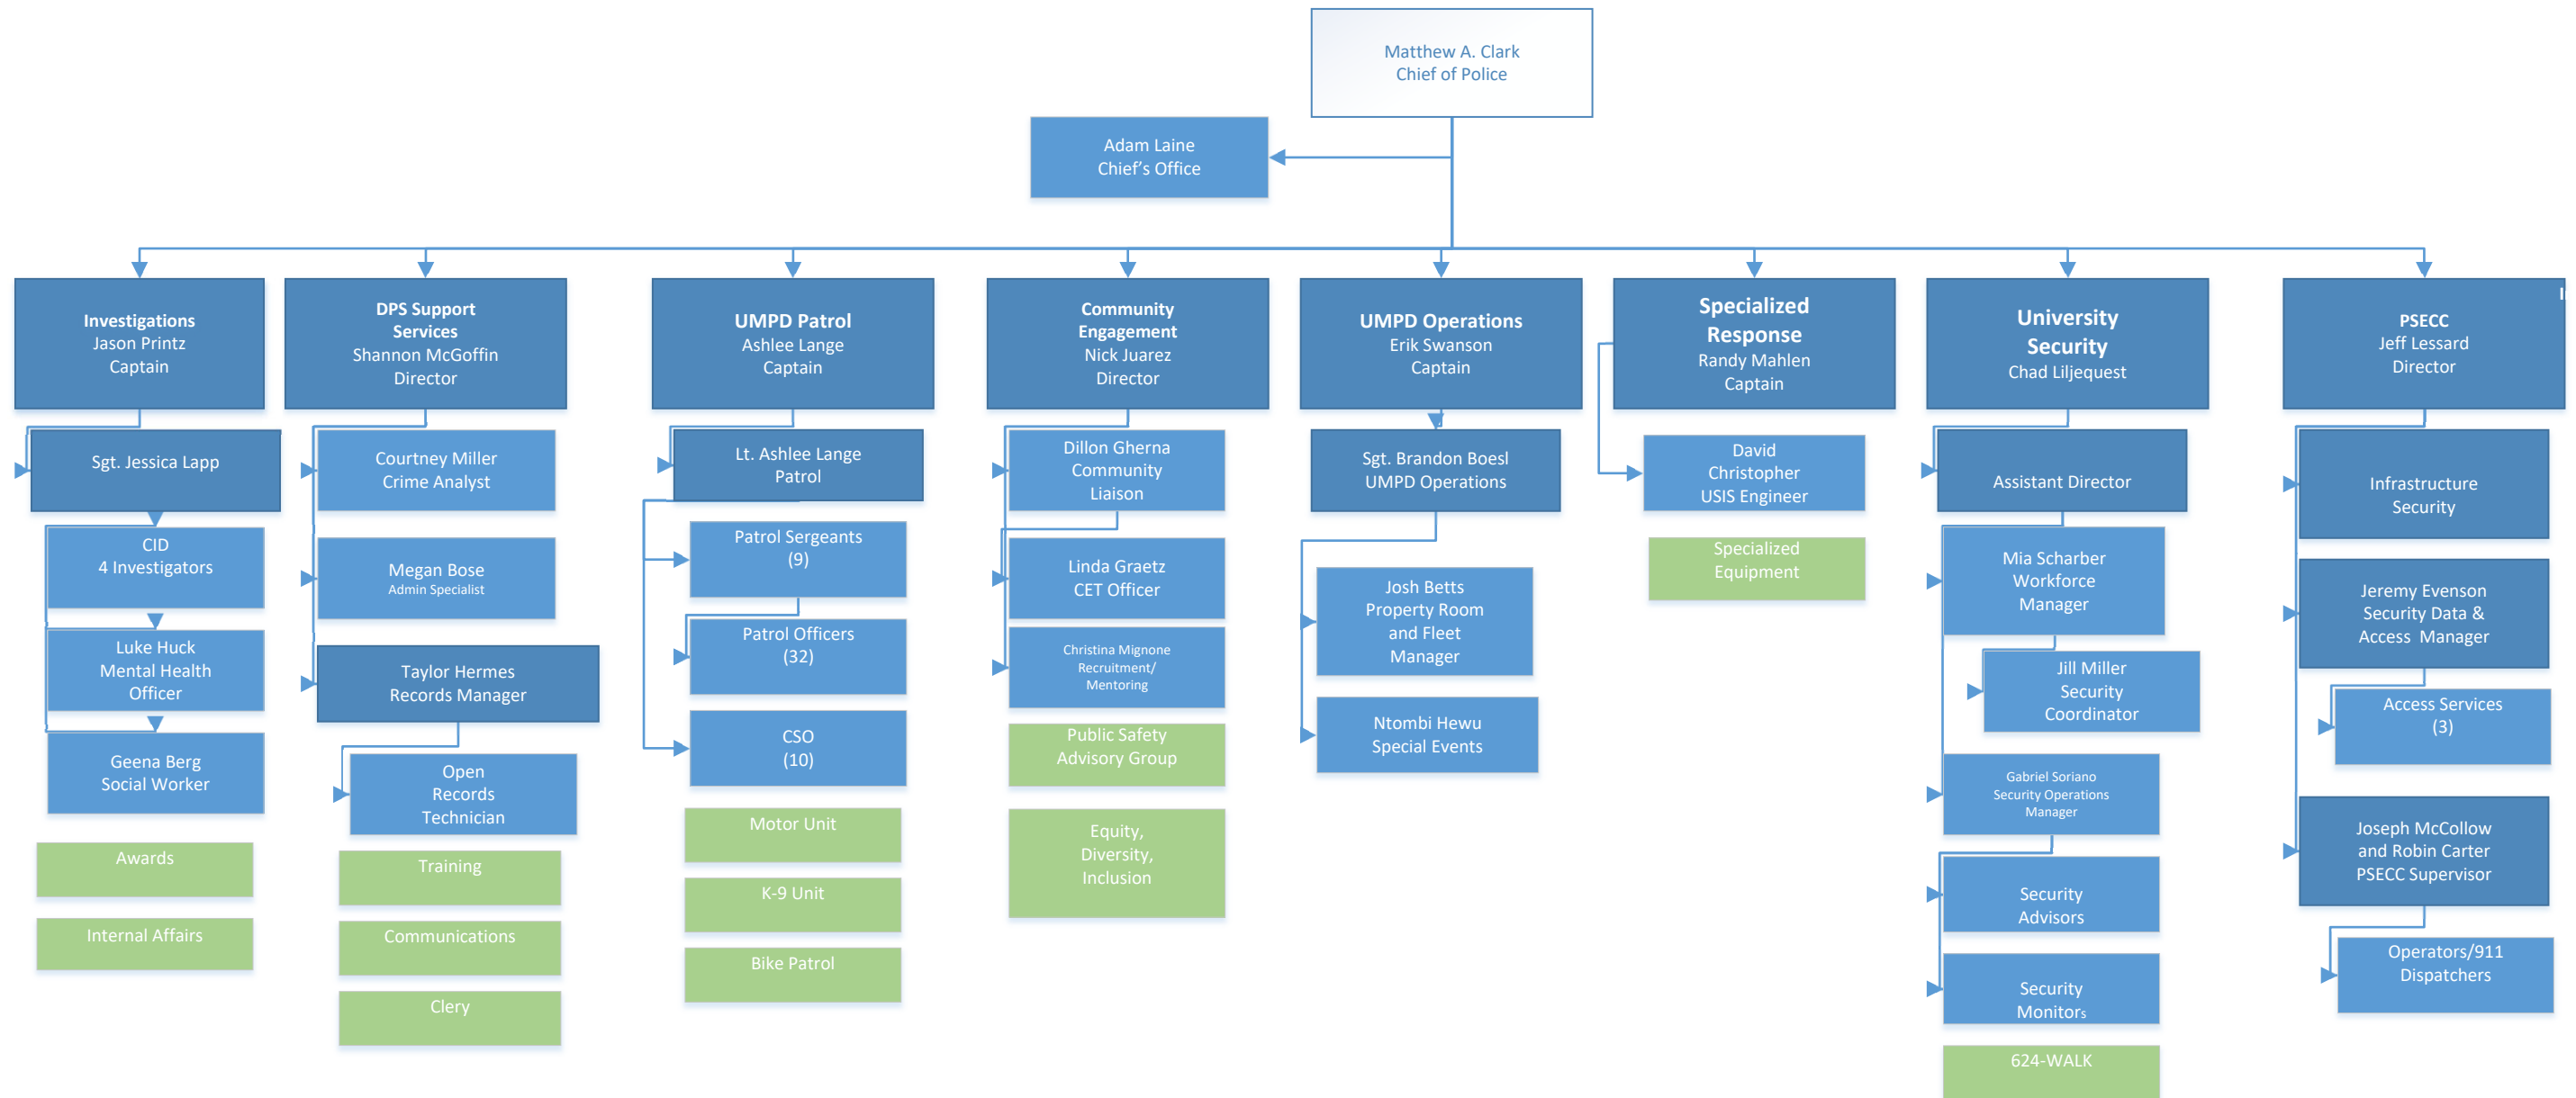 Matthew A. Clark
Chief of Police
Adam Laine
Chief’s Office
Investigations
Jason Printz
Captain
Sgt. Jessica Lapp
CID
4 Investigators
Luke Huck
Mental Health
Officer
Geena Berg
Social Worker
Awards
Internal Affairs
DPS Support
Services
Shannon McGoffin
Director
Courtney Miller
Crime Analyst
Megan Bose
Admin Specialist
Taylor Hermes
Records Manager
Open
Records
Technician
Training
Communications
Clery
UMPD Patrol
Ashlee Lange
Captain
Lt. Ashlee Lange
Patrol
Patrol Sergeants
(9)
Patrol Officers
(32)
CSO
(10)
Motor Unit
K-9 Unit
Bike Patrol
Community
Engagement
Nick Juarez
Director
Dillon Gherna
Community
Liaison
Linda Graetz
CET Officer
Christina Mignone
Recruitment/
Mentoring
Public Safety
Advisory Group
Equity,
Diversity,
Inclusion
UMPD Operations
Erik Swanson
Captain
Sgt. Brandon Boesl
UMPD Operations
Josh Betts
Property Room
and Fleet
Manager
Ntombi Hewu
Special Events
Specialized
Response
Randy Mahlen
Captain
David
Christopher
USIS Engineer
Specialized
Equipment
University
Security
Chad Liljequest
Assistant Director
Mia Scharber
Workforce
Manager
Jill Miller
Security
Coordinator
Gabriel Soriano
Security Operations
Manager
Security
Advisors
Security
Monitors
624-WALK
PSECC
Jeff Lessard
Director
Infrastructure
Security
Jeremy Evenson
Security Data &
Access Manager
Access Services
(3)
Joseph McCollow
and Robin Carter
PSECC Supervisor
Operators/911
Dispatchers